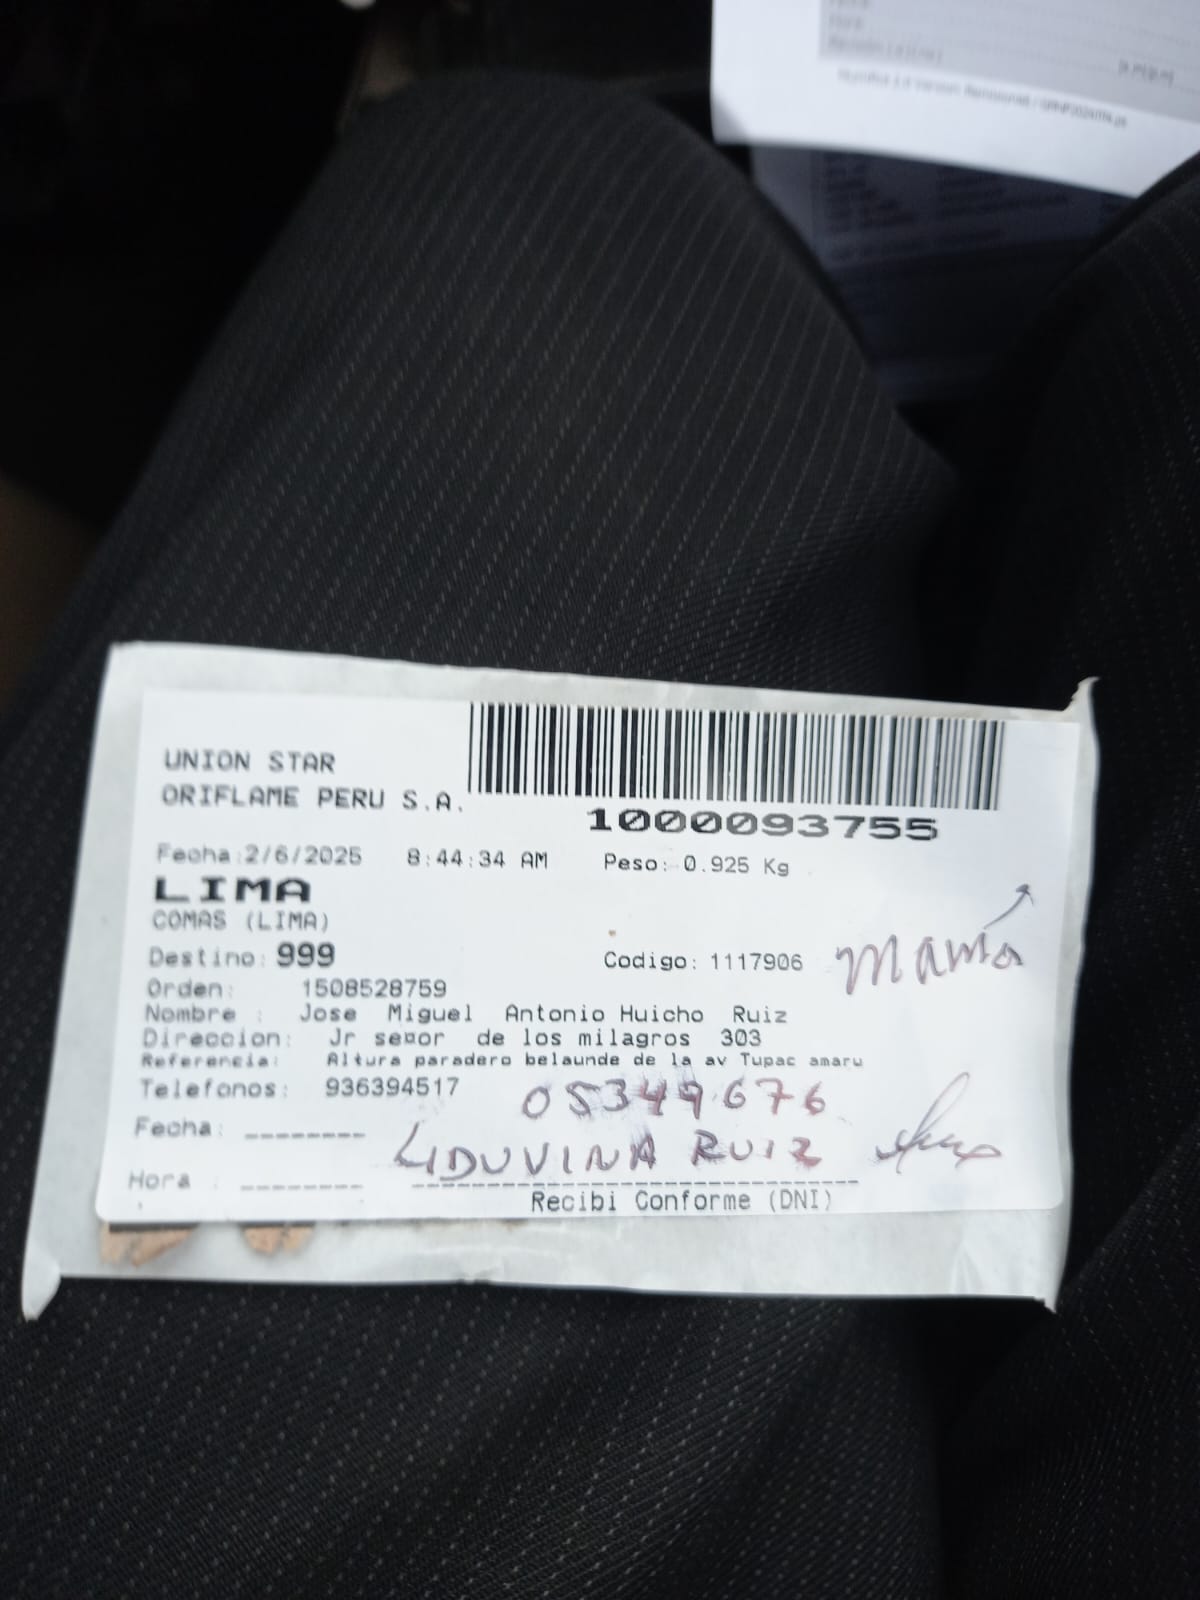 UNION STAR
ORIFLAME PERU S.A.
1000093755
Fecha:2/6/2025 8:44:34 AM Peso: 0.925 Kg
LIMA
COMAS (LIMA)
Destino: 999 Codigo: 1117906 mamá
Orden: 1508528759
Nombre : Jose Miguel Antonio Huicho Ruiz
Direccion: Jr señor de los milagros 303
Referencia: Altura paradero belaunde de la av Tupac amaru
Telefonos: 936394517 05349676
Fecha: --------
LIDUVINA RUIZ
Hora : --------
Recibi Conforme (DNI)